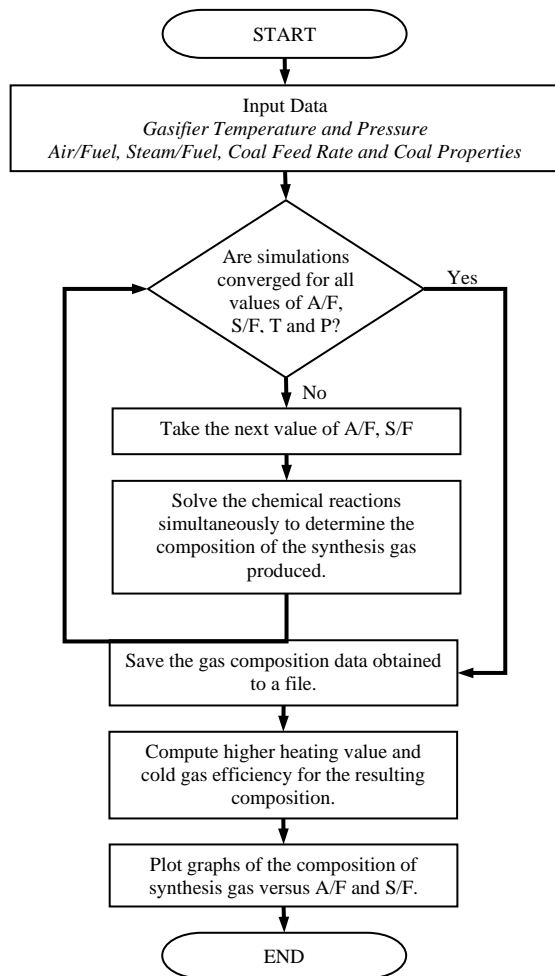 START
Input Data
Gasifier Temperature and Pressure
Air/Fuel, Steam/Fuel, Coal Feed Rate and Coal Properties
Are simulations
converged for all
values of A/F,
S/F, T and P?
Yes
No
Take the next value of A/F, S/F
Solve the chemical reactions
simultaneously to determine the
composition of the synthesis gas
produced.
Save the gas composition data obtained
to a file.
Compute higher heating value and
cold gas efficiency for the resulting
composition.
Plot graphs of the composition of
synthesis gas versus A/F and S/F.
END